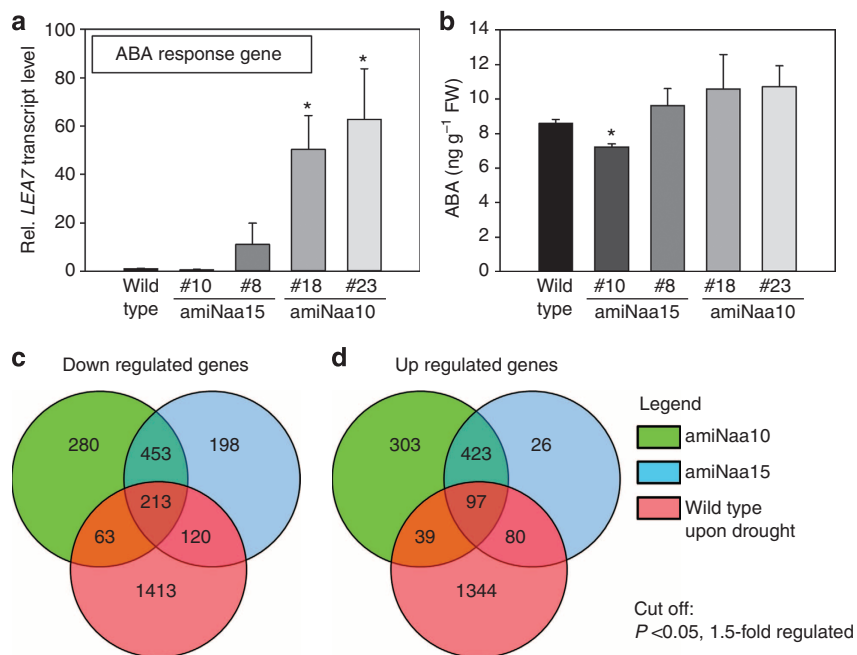 a
100
80
60
40
20
0
Rel. LEA7 transcript level
ABA response gene
*
*
Wild type
#10
#8
#18
#23
amiNaa15
amiNaa10
b
14
12
10
8
6
4
2
0
ABA (ng g⁻¹ FW)
*
Wild type
#10
#8
#18
#23
amiNaa15
amiNaa10
c
Down regulated genes
280
453
198
213
63
120
1413
d
Up regulated genes
303
423
26
97
39
80
1344
Legend
amiNaa10
amiNaa15
Wild type
upon drought
Cut off:
P <0.05, 1.5-fold regulated